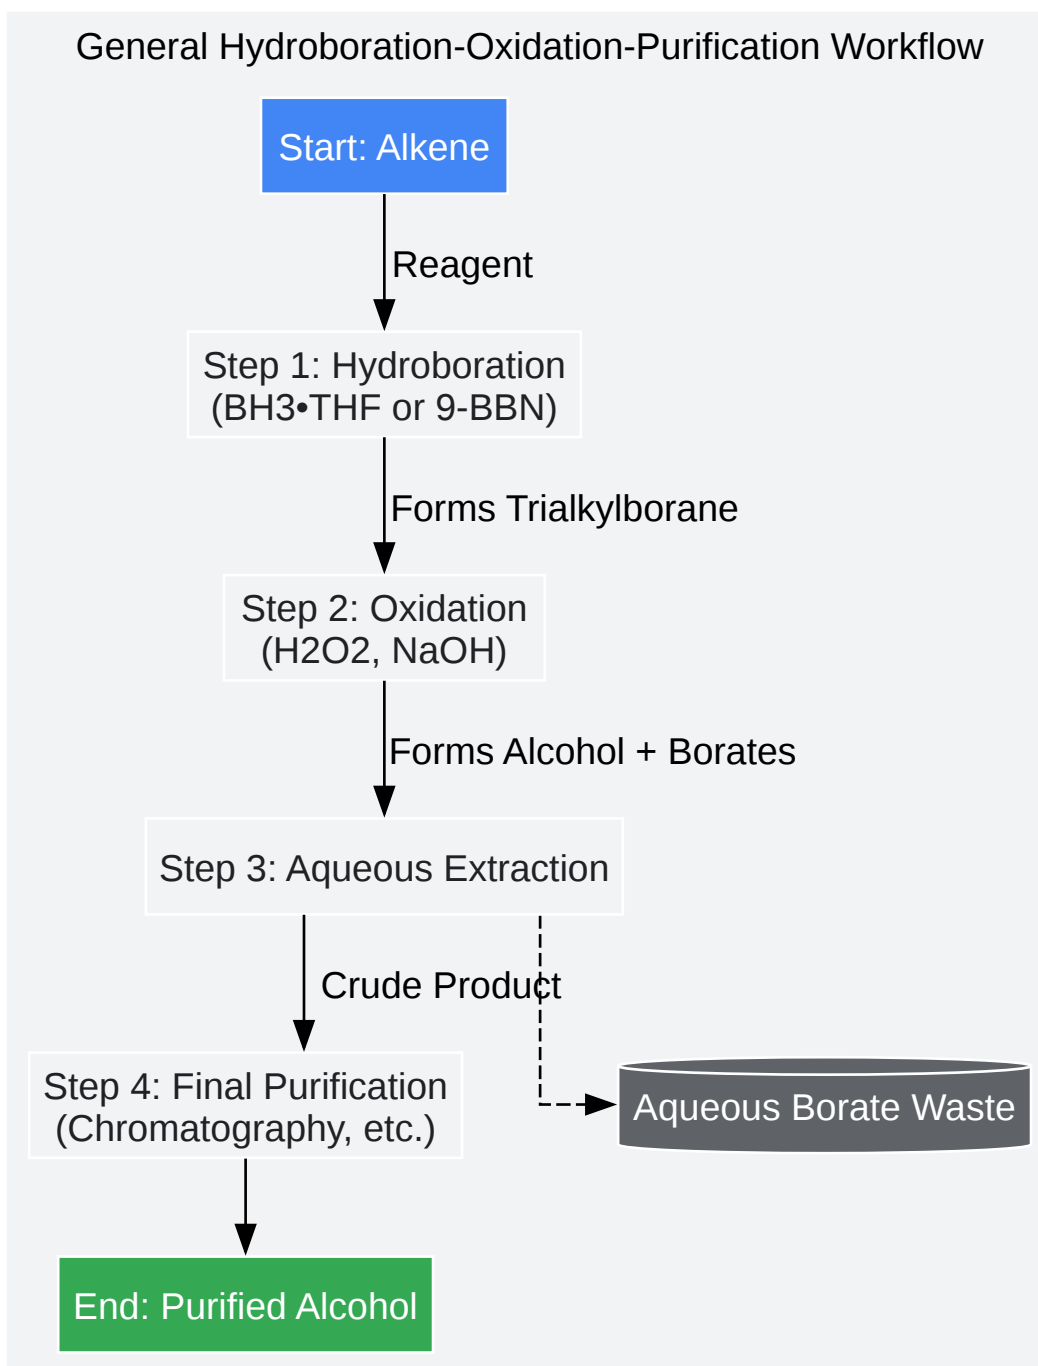 General Hydroboration-Oxidation-Purification Workflow
Start: Alkene
Reagent
Step 1: Hydroboration
(BH3•THF or 9-BBN)
Forms Trialkylborane
Step 2: Oxidation
(H2O2, NaOH)
Forms Alcohol + Borates
Step 3: Aqueous Extraction
Crude Product
Step 4: Final Purification
(Chromatography, etc.)
Aqueous Borate Waste
End: Purified Alcohol